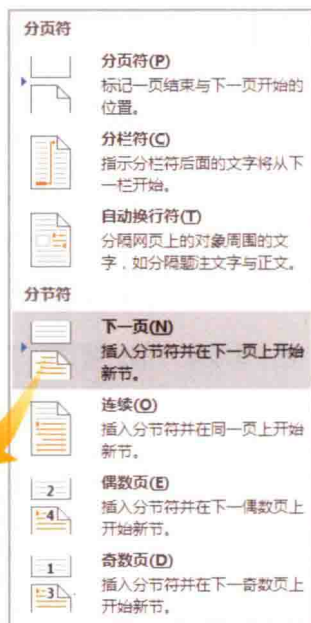 分页符
分页符(P)
标记一页结束与下一页开始的
位置。
分栏符(C)
指示分栏符后面的文字将从下
一栏开始。
自动换行符(T)
分隔网页上的对象周围的文
字，如分隔题注文字与正文。
分节符
下一页(N)
插入分节符并在下一页上开始
新节。
连续(O)
插入分节符并在同一页上开始
新节。
2
4
偶数页(E)
插入分节符并在下一偶数页上
开始新节。
1
3
奇数页(D)
插入分节符并在下一奇数页上
开始新节。